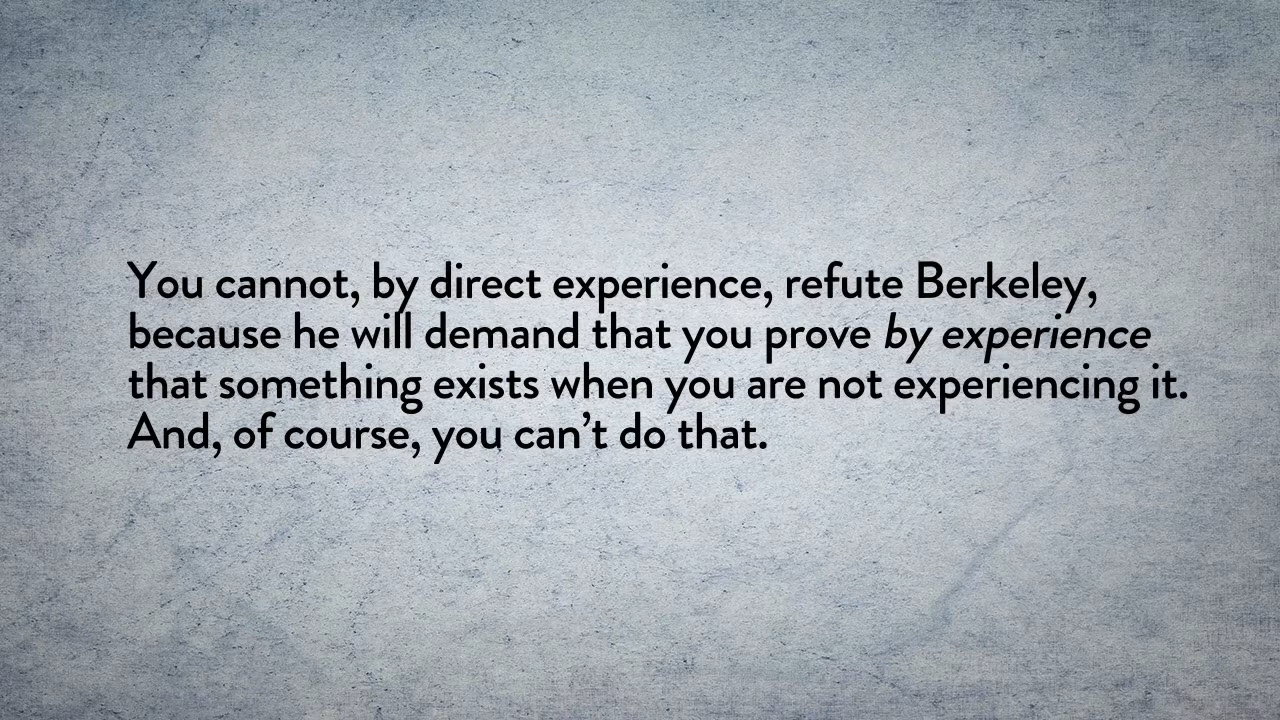 You cannot, by direct experience, refute Berkeley,
because he will demand that you prove by experience
that something exists when you are not experiencing it.
And, of course, you can’t do that.